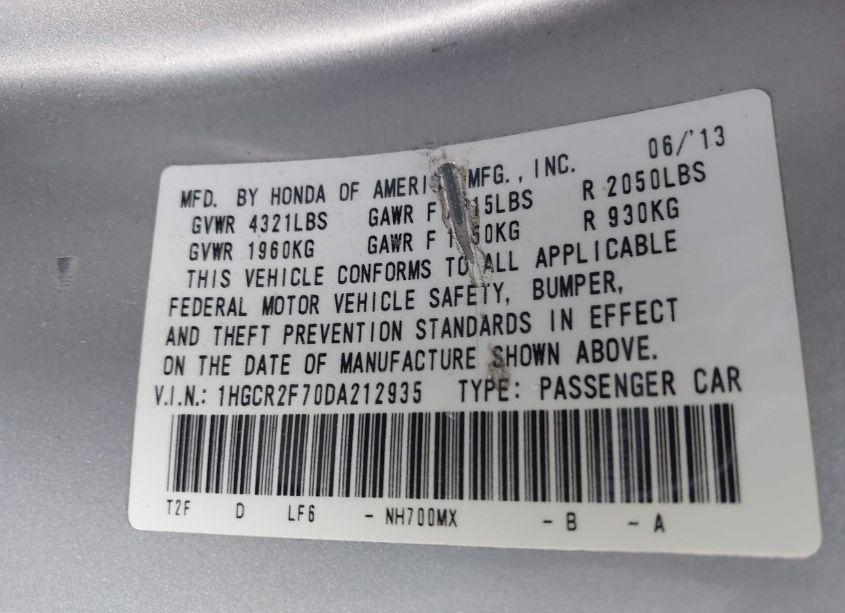 06/'13
MFD. BY HONDA OF MFG., INC.
GVWR 4321LBS GAWR F R 2050LBS
GVWR 1960KG GAWR F R 930KG
THIS VEHICLE CONFORMS TO ALL APPLICABLE
FEDERAL MOTOR VEHICLE SAFETY, BUMPER,
AND THEFT PREVENTION STANDARDS IN EFFECT
ON THE DATE OF MANUFACTURE SHOWN ABOVE.
V.I.N.: 1HGCR2F70DA212935 TYPE: PASSENGER CAR
T2F D LF6 - NH700MX - B - A